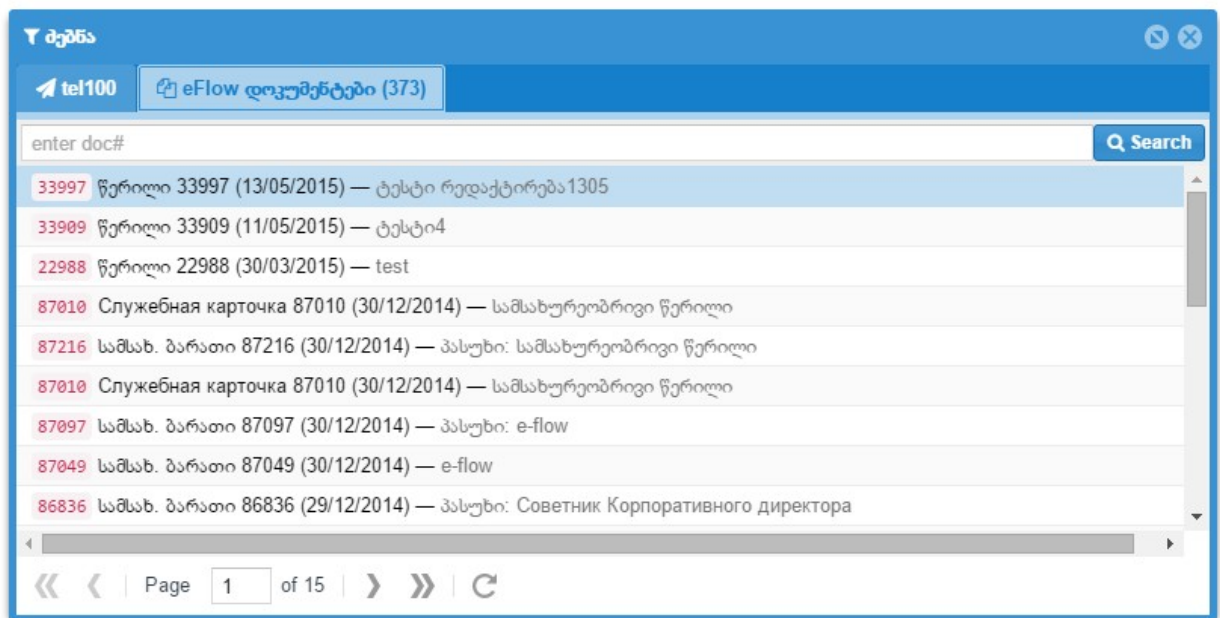 ძებნა
tel100 eFlow დოკუმენტები (373)
enter doc# Search
33997 წერილი 33997 (13/05/2015) — ტესტი რედაქტირება1305
33909 წერილი 33909 (11/05/2015) — ტესტი4
22988 წერილი 22988 (30/03/2015) — test
87010 Служебная карточка 87010 (30/12/2014) — სამსახურეობრივი წერილი
87216 სამსახ. ბარათი 87216 (30/12/2014) — პასუხი: სამსახურეობრივი წერილი
87010 Служебная карточка 87010 (30/12/2014) — სამსახურეობრივი წერილი
87097 სამსახ. ბარათი 87097 (30/12/2014) — პასუხი: e-flow
87049 სამსახ. ბარათი 87049 (30/12/2014) — e-flow
86836 სამსახ. ბარათი 86836 (29/12/2014) — პასუხი: Советник Корпоративного директора
Page 1 of 15